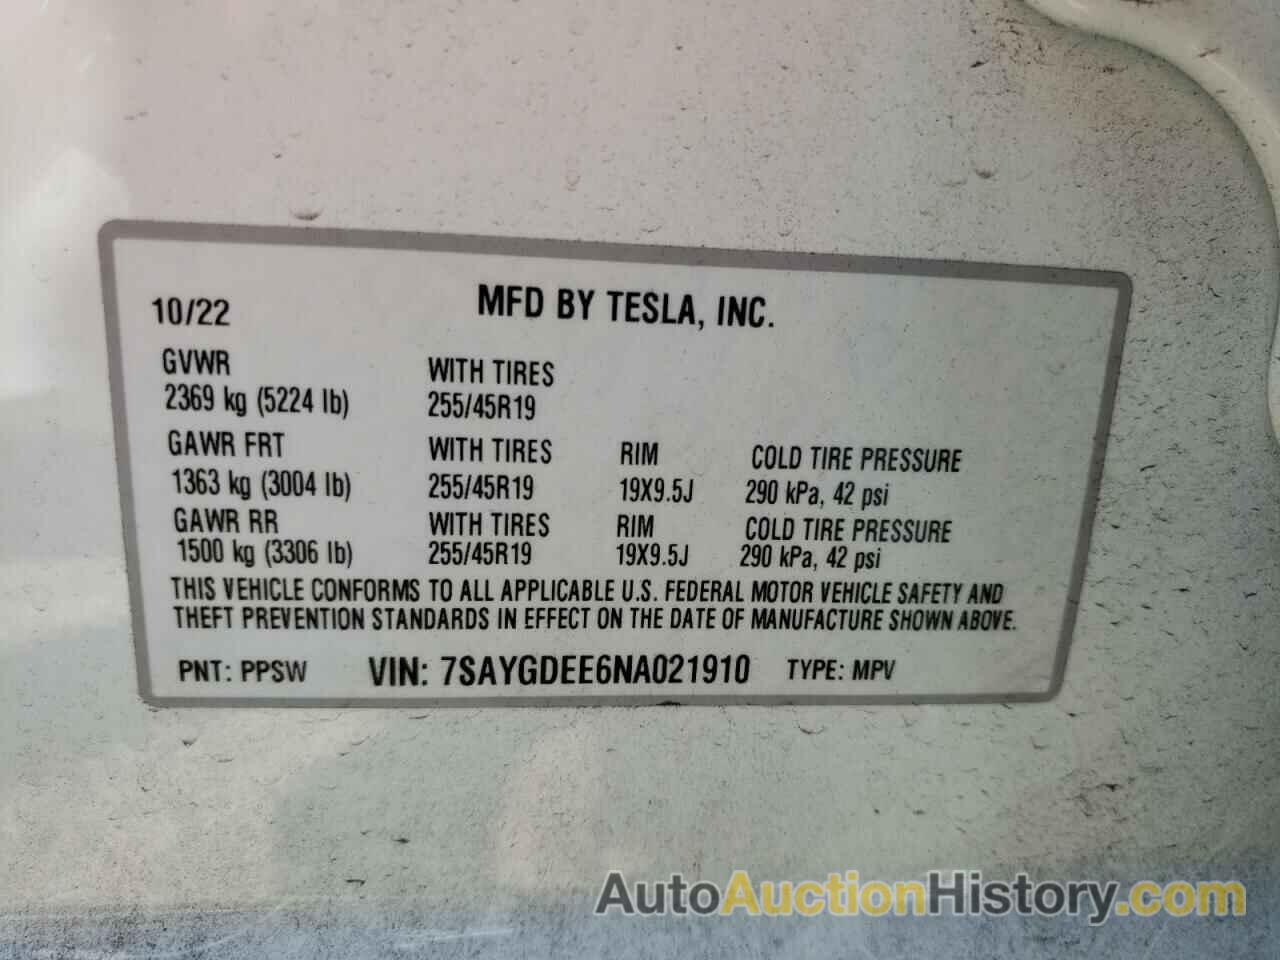 MFD BY TESLA, INC.
10/22
GVWR WITH TIRES
2369 kg (5224 lb) 255/45R19
GAWR FRT WITH TIRES RIM COLD TIRE PRESSURE
1363 kg (3004 lb) 255/45R19 19X9.5J 290 kPa, 42 psi
GAWR RR WITH TIRES RIM COLD TIRE PRESSURE
1500 kg (3306 lb) 255/45R19 19X9.5J 290 kPa, 42 psi
THIS VEHICLE CONFORMS TO ALL APPLICABLE U.S. FEDERAL MOTOR VEHICLE SAFETY AND
THEFT PREVENTION STANDARDS IN EFFECT ON THE DATE OF MANUFACTURE SHOWN ABOVE.
PNT: PPSW VIN: 7SAYGDEE6NA021910 TYPE: MPV
AutoAuctionHistory.com